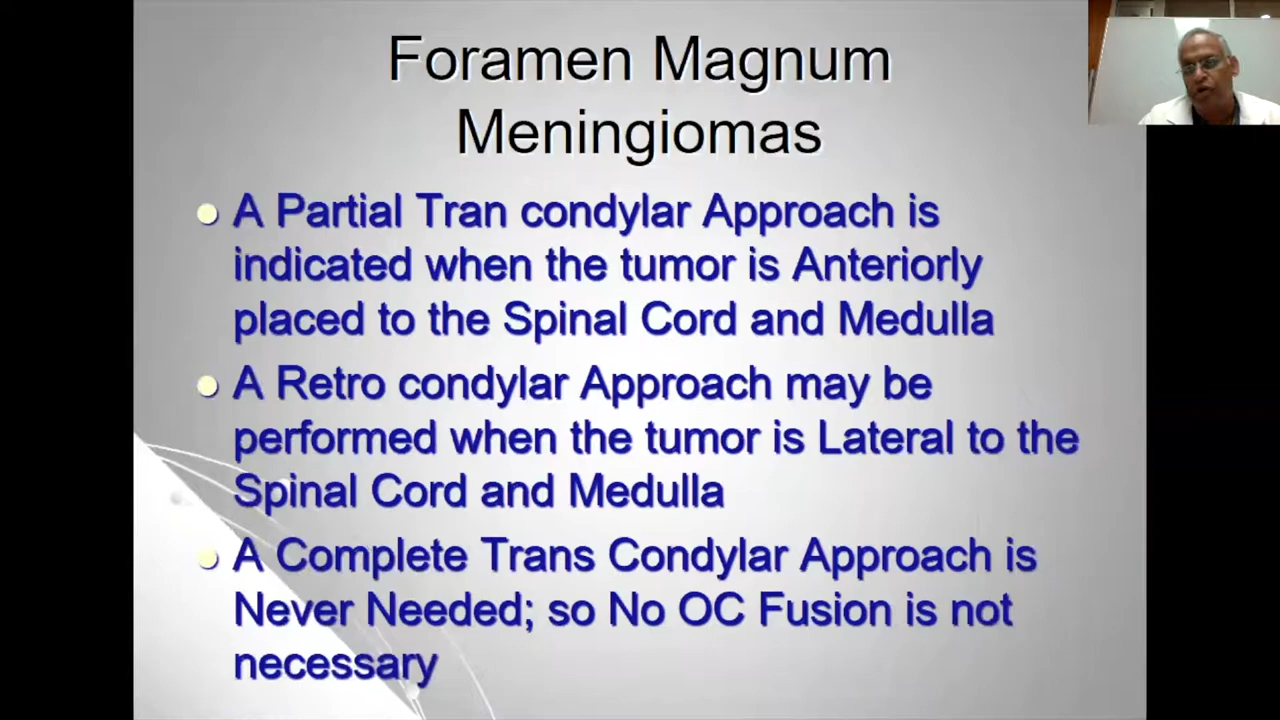 Foramen Magnum
Meningiomas
A Partial Tran condylar Approach is
indicated when the tumor is Anteriorly
placed to the Spinal Cord and Medulla
A Retro condylar Approach may be
performed when the tumor is Lateral to the
Spinal Cord and Medulla
A Complete Trans Condylar Approach is
Never Needed; so No OC Fusion is not
necessary